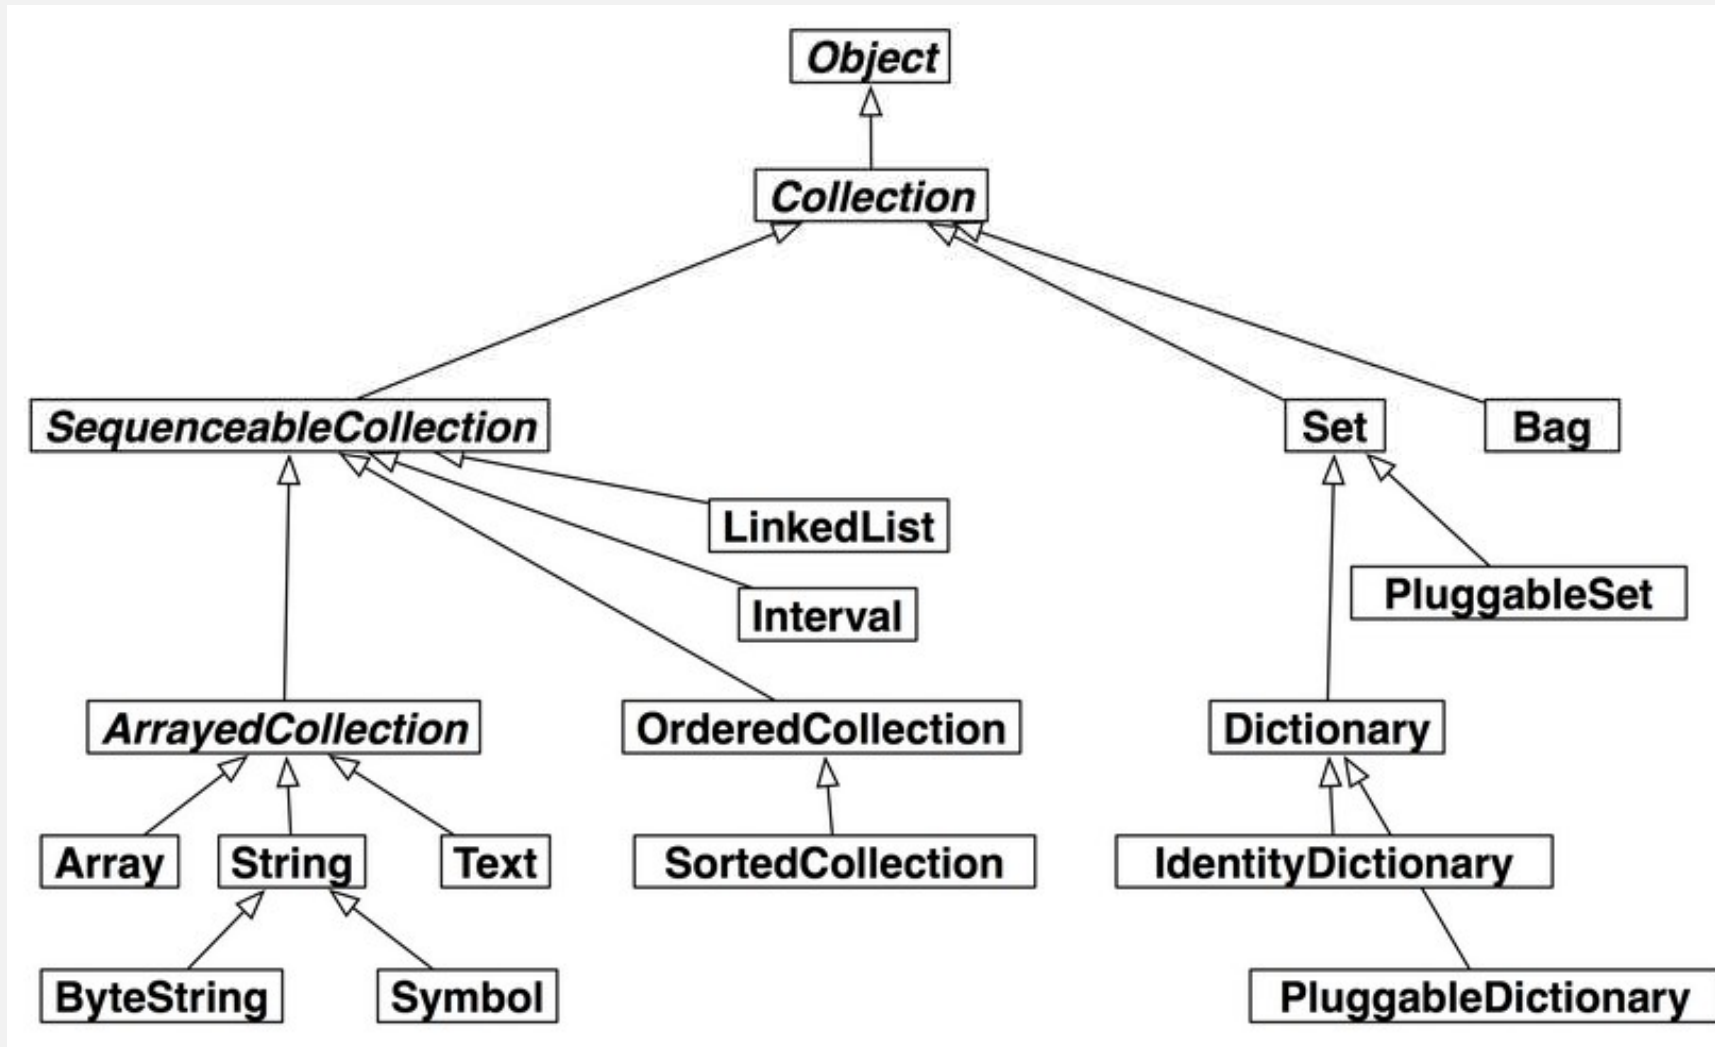 Object
Collection
SequenceableCollection
Set
Bag
LinkedList
PluggableSet
Interval
ArrayedCollection
OrderedCollection
Dictionary
Array
String
Text
SortedCollection
IdentityDictionary
ByteString
Symbol
PluggableDictionary